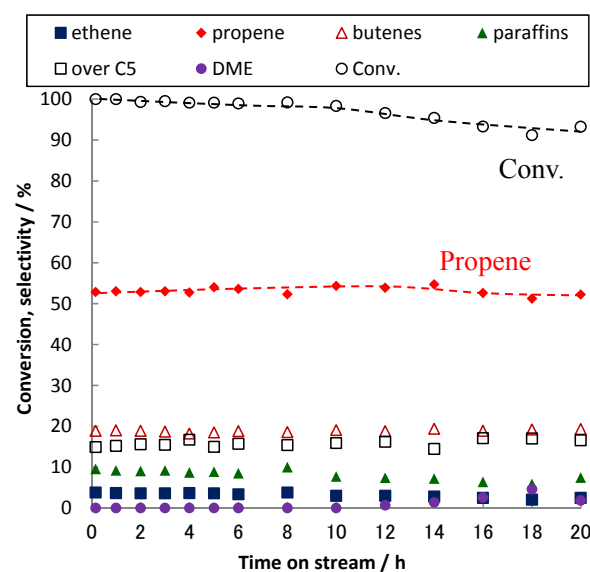 ethene propene butenes paraffins
over C5 DME Conv.
100
90
80
70
60
50
40
30
20
10
0
Conv.
Propene
Conversion, selectivity / %
0 2 4 6 8 10 12 14 16 18 20
Time on stream / h